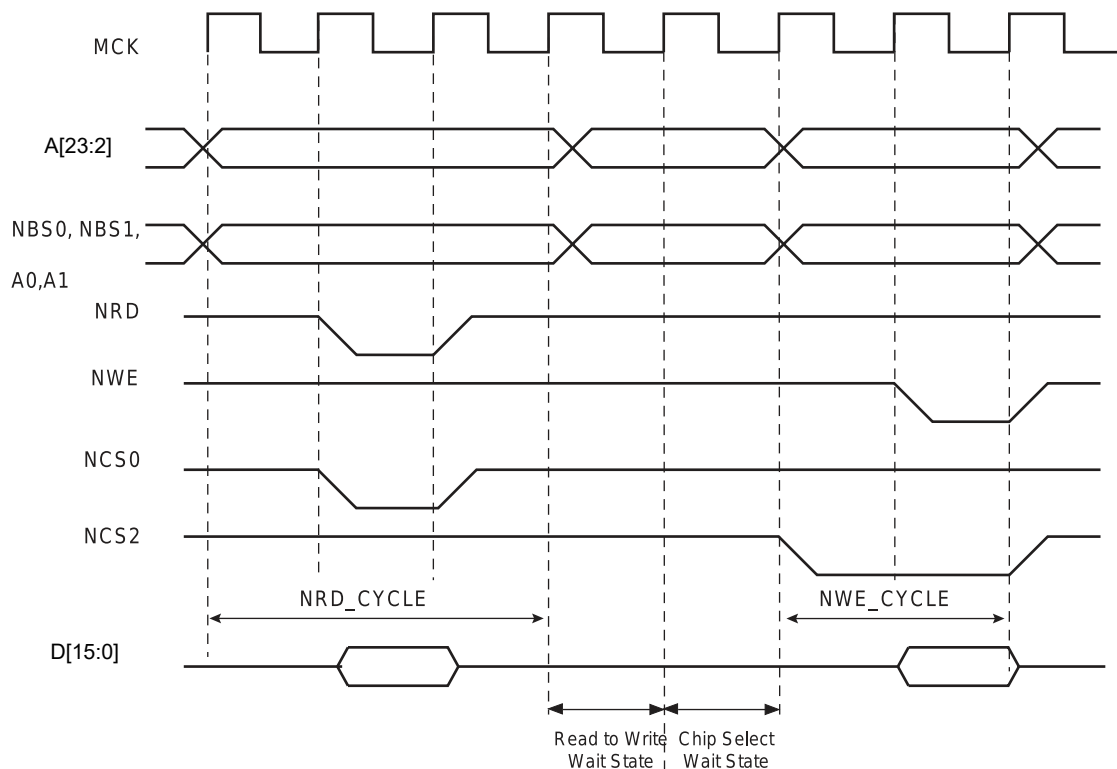 MCK
A[23:2]
NBS0, NBS1,
A0,A1
NRD
NWE
NCS0
NCS2
NRD_CYCLE
NWE_CYCLE
D[15:0]
Read to Write
Wait State
Chip Select
Wait State